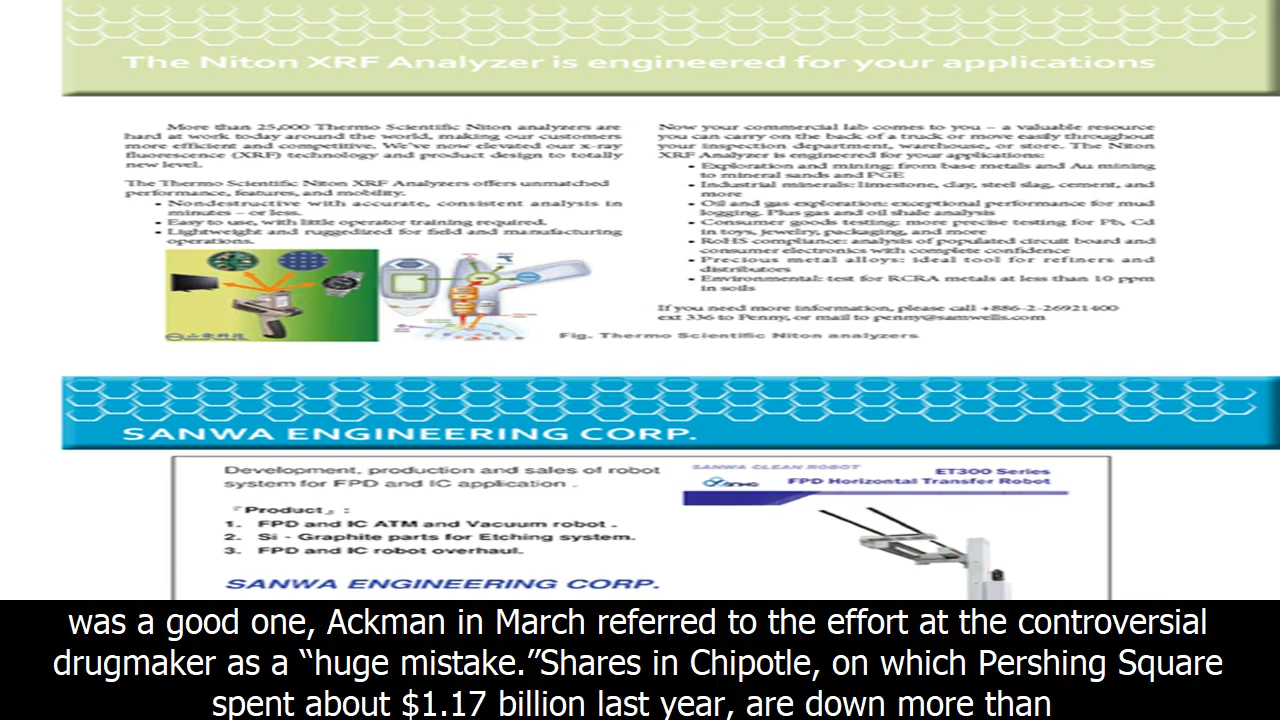 The Niton XRF Analyzer is engineered for your applications
More than 25,000 Thermo Scientific Niton analyzers are
hard at work today around the world, making our customers
more efficient and competitive. We've now elevated our x-ray
fluorescence (XRF) technology and product design to totally
new level.
The Thermo Scientific Niton XRF Analyzers offers unmatched
performance, features, and mobility.
• Nondestructive with accurate, consistent analysis in
minutes – or less.
• Easy to use, with little operator training required.
• Lightweight and ruggedized for field and manufacturing
operations.
Now your commercial lab comes to you – a valuable resource
you can carry on the back of a truck or move easily throughout
your inspection department, warehouse, or store. The Niton
XRF Analyzer is engineered for your applications:
• Exploration and mining: from base metals and Au mining
to mineral sands and PGE
• Industrial minerals: limestone, clay, steel slag, cement, and
more
• Oil and gas exploration: exceptional performance for mud
logging. Plus gas and oil shale analysis
• Consumer goods testing: more precise testing for Pb, Cd
in toys, jewelry, packaging, and more
• RoHS compliance: analysis of populated circuit board and
consumer electronics with complete confidence
• Precious metal alloys: ideal tool for refiners and
distributors
• Environmental: test for RCRA metals at less than 10 ppm
in soils
If you need more information, please call +886-2-26921400
ext 336 to Penny, or mail to penny@samwells.com
Fig. Thermo Scientific Niton analyzers
SANWA ENGINEERING CORP.
Development, production and sales of robot
system for FPD and IC application .
『Product』:
1. FPD and IC ATM and Vacuum robot .
2. Si - Graphite parts for Etching system.
3. FPD and IC robot overhaul.
SANWA ENGINEERING CORP.
SANWA CLEAN ROBOT
ET300 Series
FPD Horizontal Transfer Robot
was a good one, Ackman in March referred to the effort at the controversial
drugmaker as a “huge mistake.”Shares in Chipotle, on which Pershing Square
spent about $1.17 billion last year, are down more than